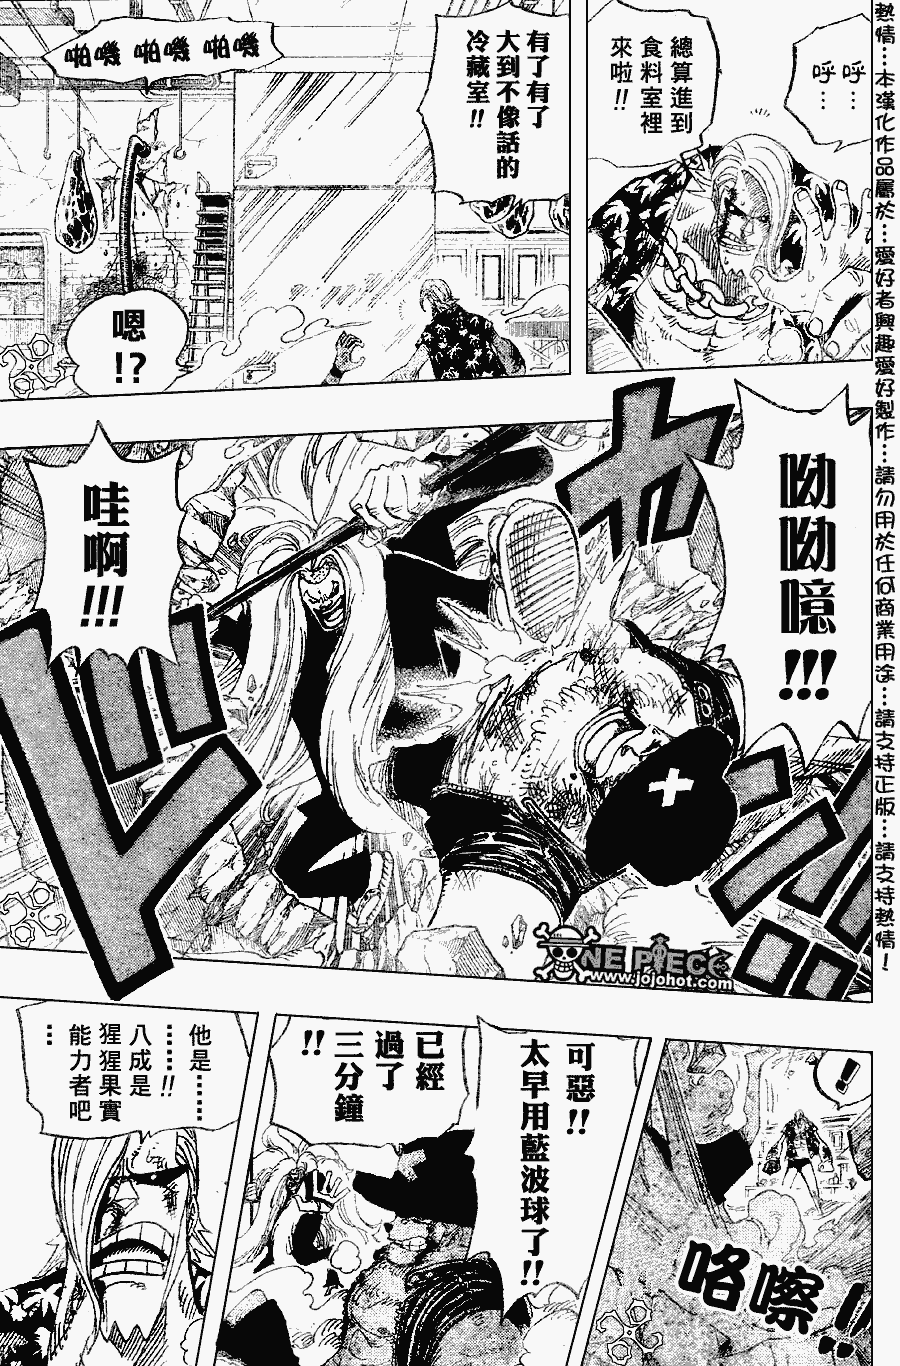 呼…
呼…
總算進到
食料室裡
來啦!!
有了有了
大到不像話的
冷藏室!!
啪嘰 啪嘰 啪嘰
嗯
!?
呦呦噫!!!
哇啊!!!
ドカ
ONE PIECE
www.jojohot.com
!
咯嚓!!
可惡!!
太早用藍波球了!!
已經
過了
三分鐘
!!
他是……
……!!
八成是
猩猩果實
能力者吧
……
熱情…本漢化作品屬於…愛好者興趣愛好製作…請勿用於任何商業用途…請支持正版…請支持熱情!